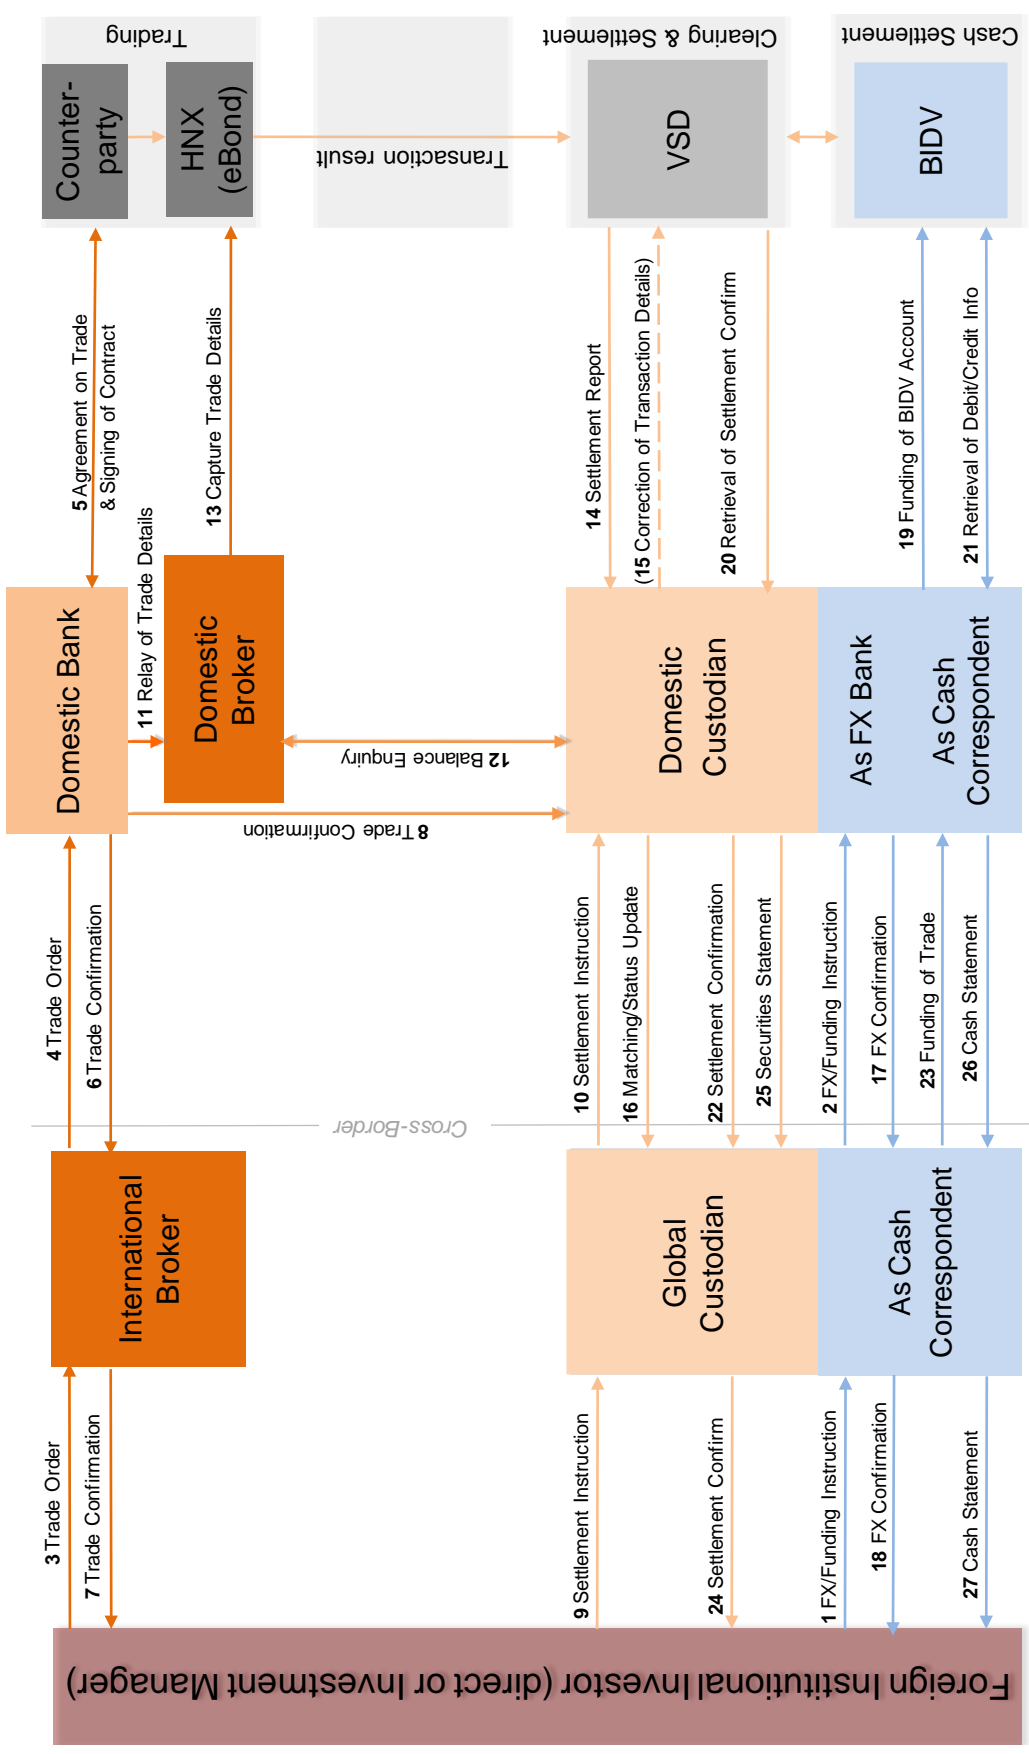 Trading
Counter-
party
HNX
(eBond)
Transaction result
Clearing & Settlement
VSD
Cash Settlement
BIDV
5 Agreement on Trade
& Signing of Contract
13 Capture Trade Details
14 Settlement Report
(15 Correction of Transaction Details)
20 Retrieval of Settlement Confirm
19 Funding of BIDV Account
21 Retrieval of Debit/Credit Info
Domestic Bank
11 Relay of Trade Details
Domestic
Broker
12 Balance Enquiry
8 Trade Confirmation
Domestic
Custodian
As FX Bank
As Cash
Correspondent
4 Trade Order
6 Trade Confirmation
10 Settlement Instruction
16 Matching/Status Update
22 Settlement Confirmation
25 Securities Statement
2 FX/Funding Instruction
17 FX Confirmation
23 Funding of Trade
26 Cash Statement
Cross-Border
International
Broker
Global
Custodian
As Cash
Correspondent
3 Trade Order
7 Trade Confirmation
9 Settlement Instruction
24 Settlement Confirm
1 FX/Funding Instruction
18 FX Confirmation
27 Cash Statement
Foreign Institutional Investor (direct or Investment Manager)